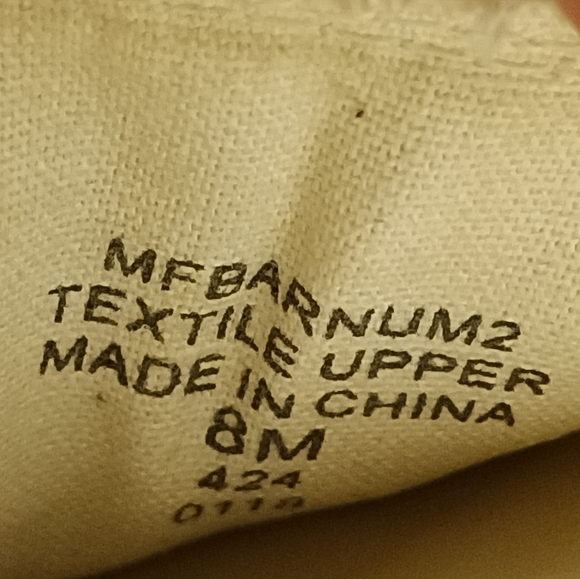 MFBARNUM2
TEXTILE UPPER
MADE IN CHINA
8M
424